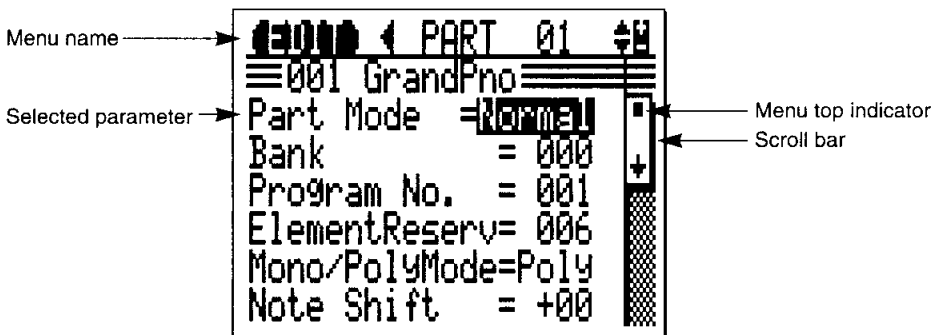 Menu name
PART 01
001 GrandPno
Selected parameter
Part Mode =Normal
Menu top indicator
Scroll bar
Bank = 000
Program No. = 001
ElementReserv= 006
Mono/PolyMode=Poly
Note Shift = +00